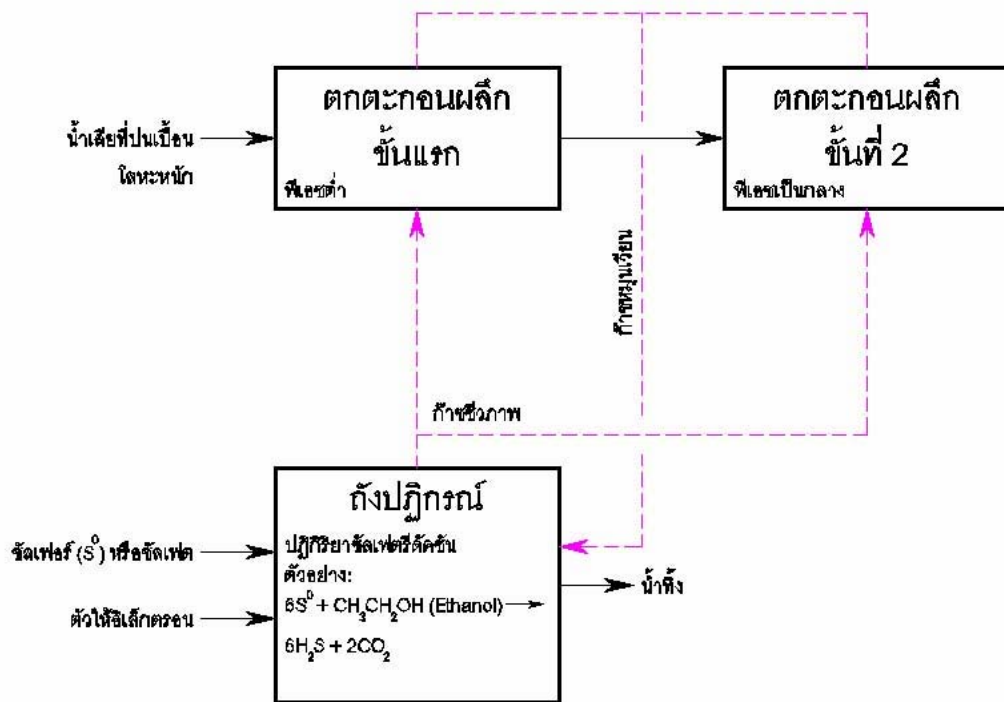 ตกตะกอนผลึก
ขั้นแรก
พีเอชต่ำ
ตกตะกอนผลึก
ขั้นที่ 2
พีเอชเป็นกลาง
น้ำเสียที่ปนเปื้อน
โลหะหนัก
ก๊าซหมุนเวียน
ก๊าซชีวภาพ
ถังปฏิกรณ์
ปฏิกิริยาซัลเฟตรีดัคชัน
ตัวอย่าง:
6S⁰ + CH₃CH₂OH (Ethanol) →
6H₂S + 2CO₂
ซัลเฟอร์ (S⁰) หรือซัลเฟต
ตัวให้อิเล็กตรอน
น้ำทิ้ง